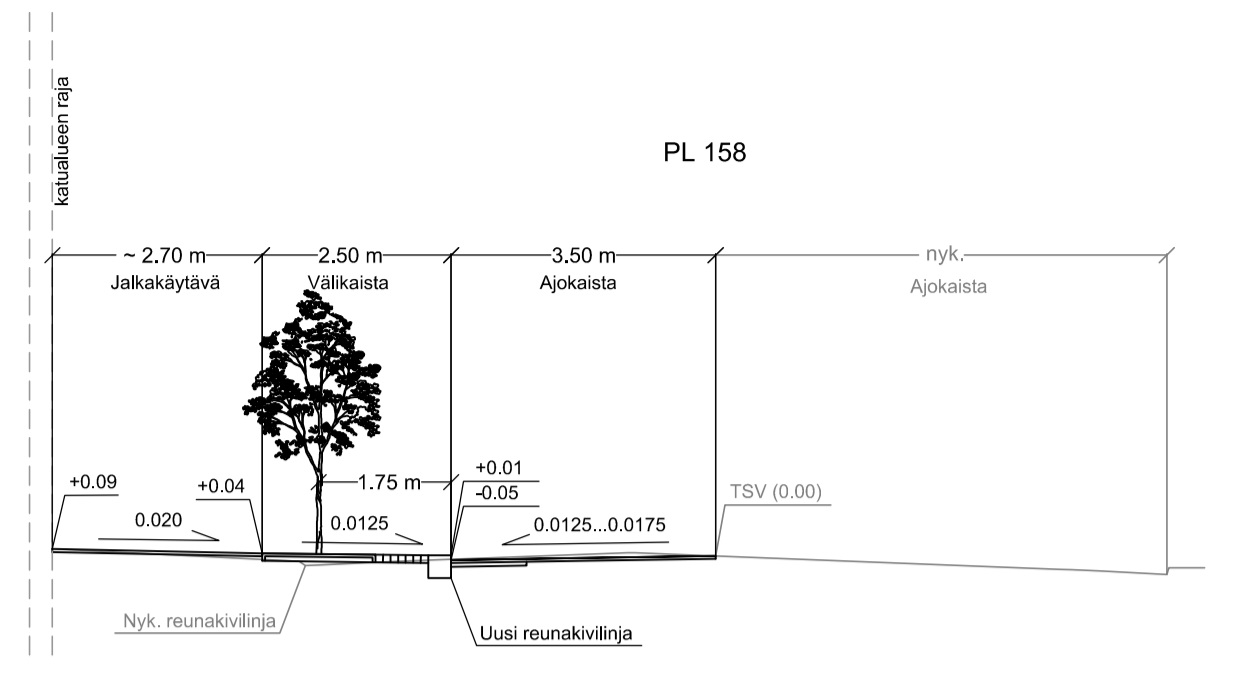 katualueen raja
PL 158
~ 2.70 m
2.50 m
3.50 m
nyk.
Jalkakäytävä
Välikaista
Ajokaista
Ajokaista
1.75 m
+0.09
+0.04
+0.01
-0.05
TSV (0.00)
0.020
0.0125
0.0125...0.0175
Nyk. reunakivilinja
Uusi reunakivilinja